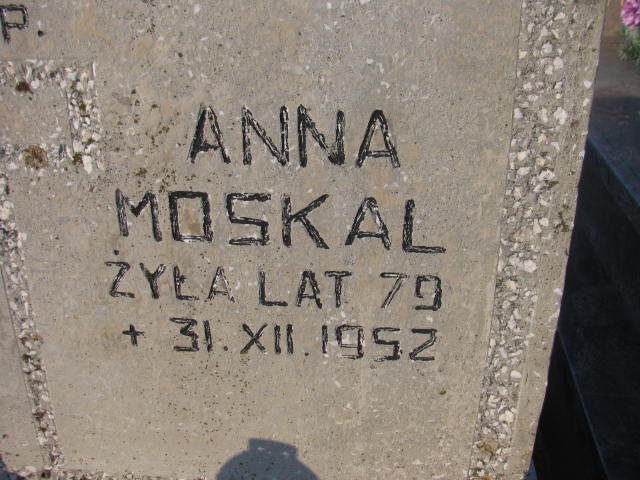 P.
ANNA
MOSKAL
ŻYŁA LAT 79
+ 31.XII.1952